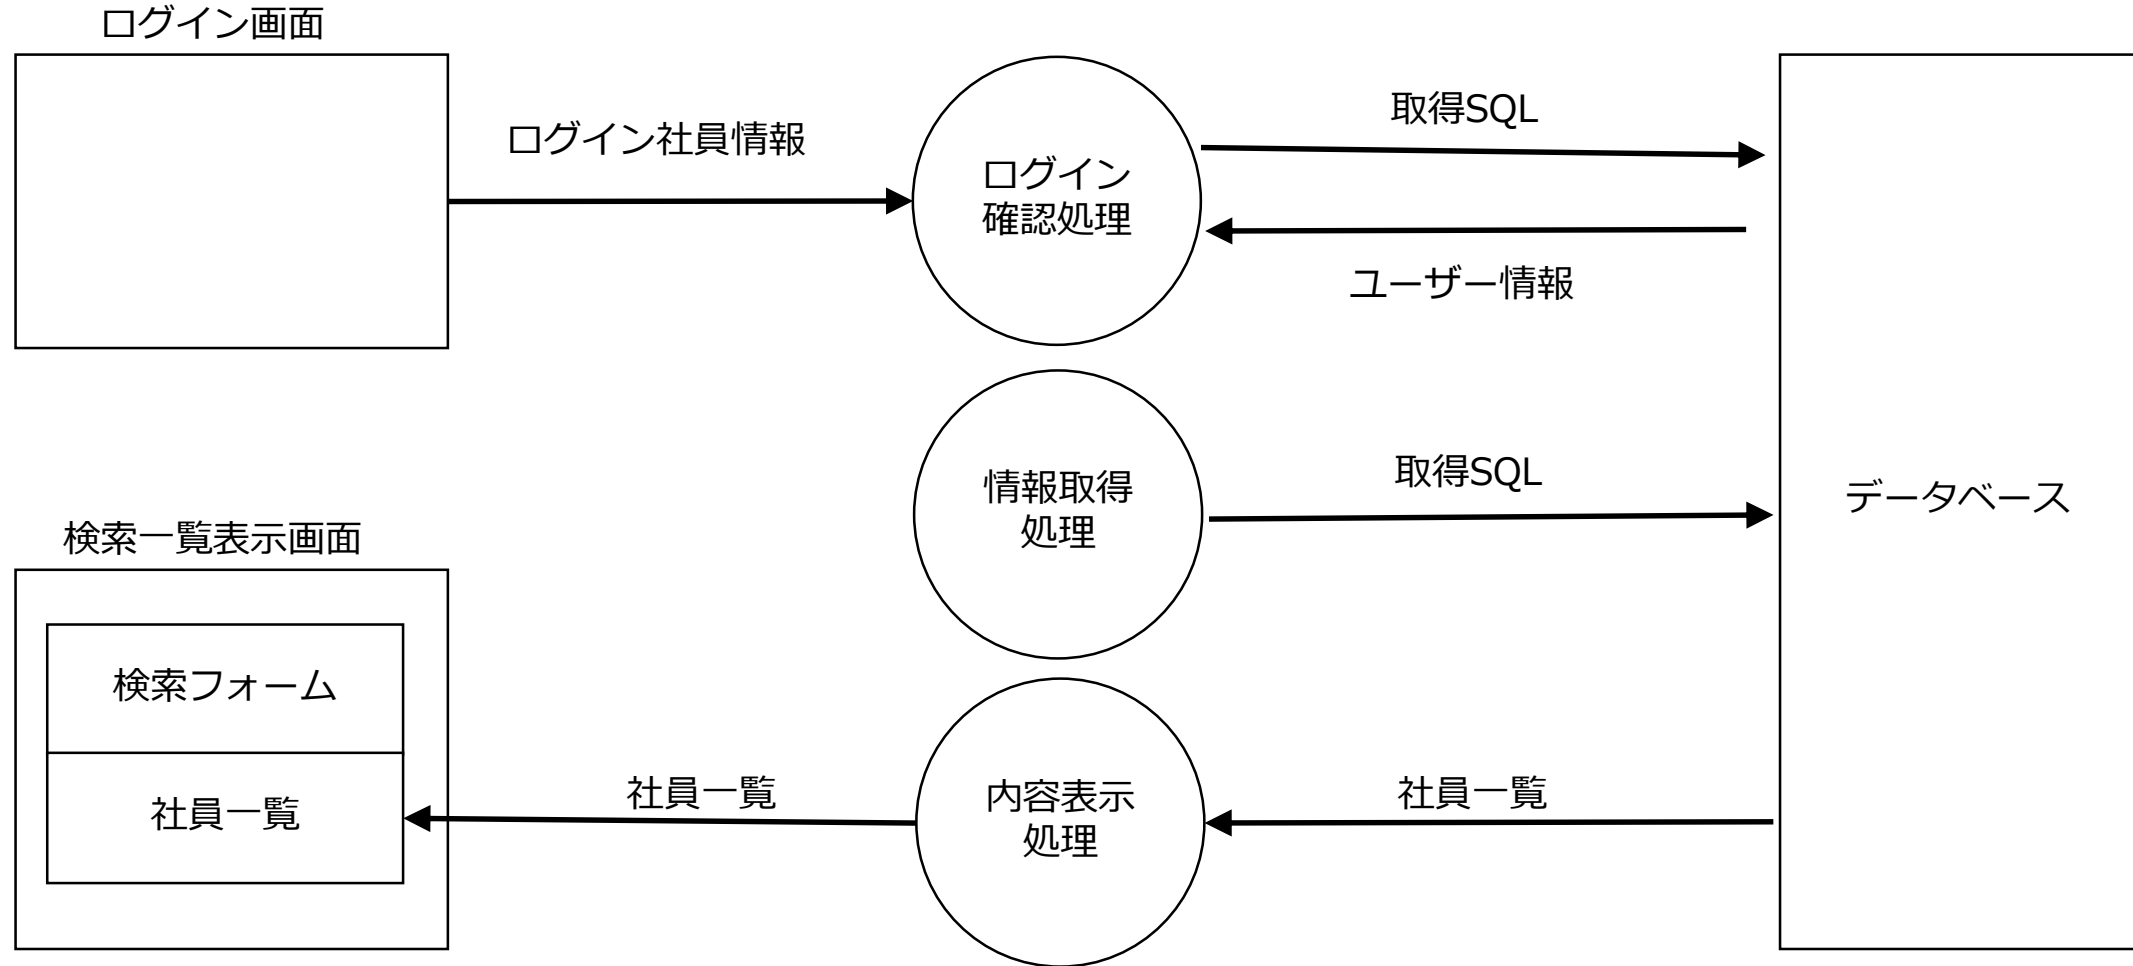 ログイン画面
ログイン社員情報
ログイン
確認処理
取得SQL
ユーザー情報
情報取得
処理
取得SQL
データベース
検索一覧表示画面
検索フォーム
社員一覧
社員一覧
内容表示
処理
社員一覧